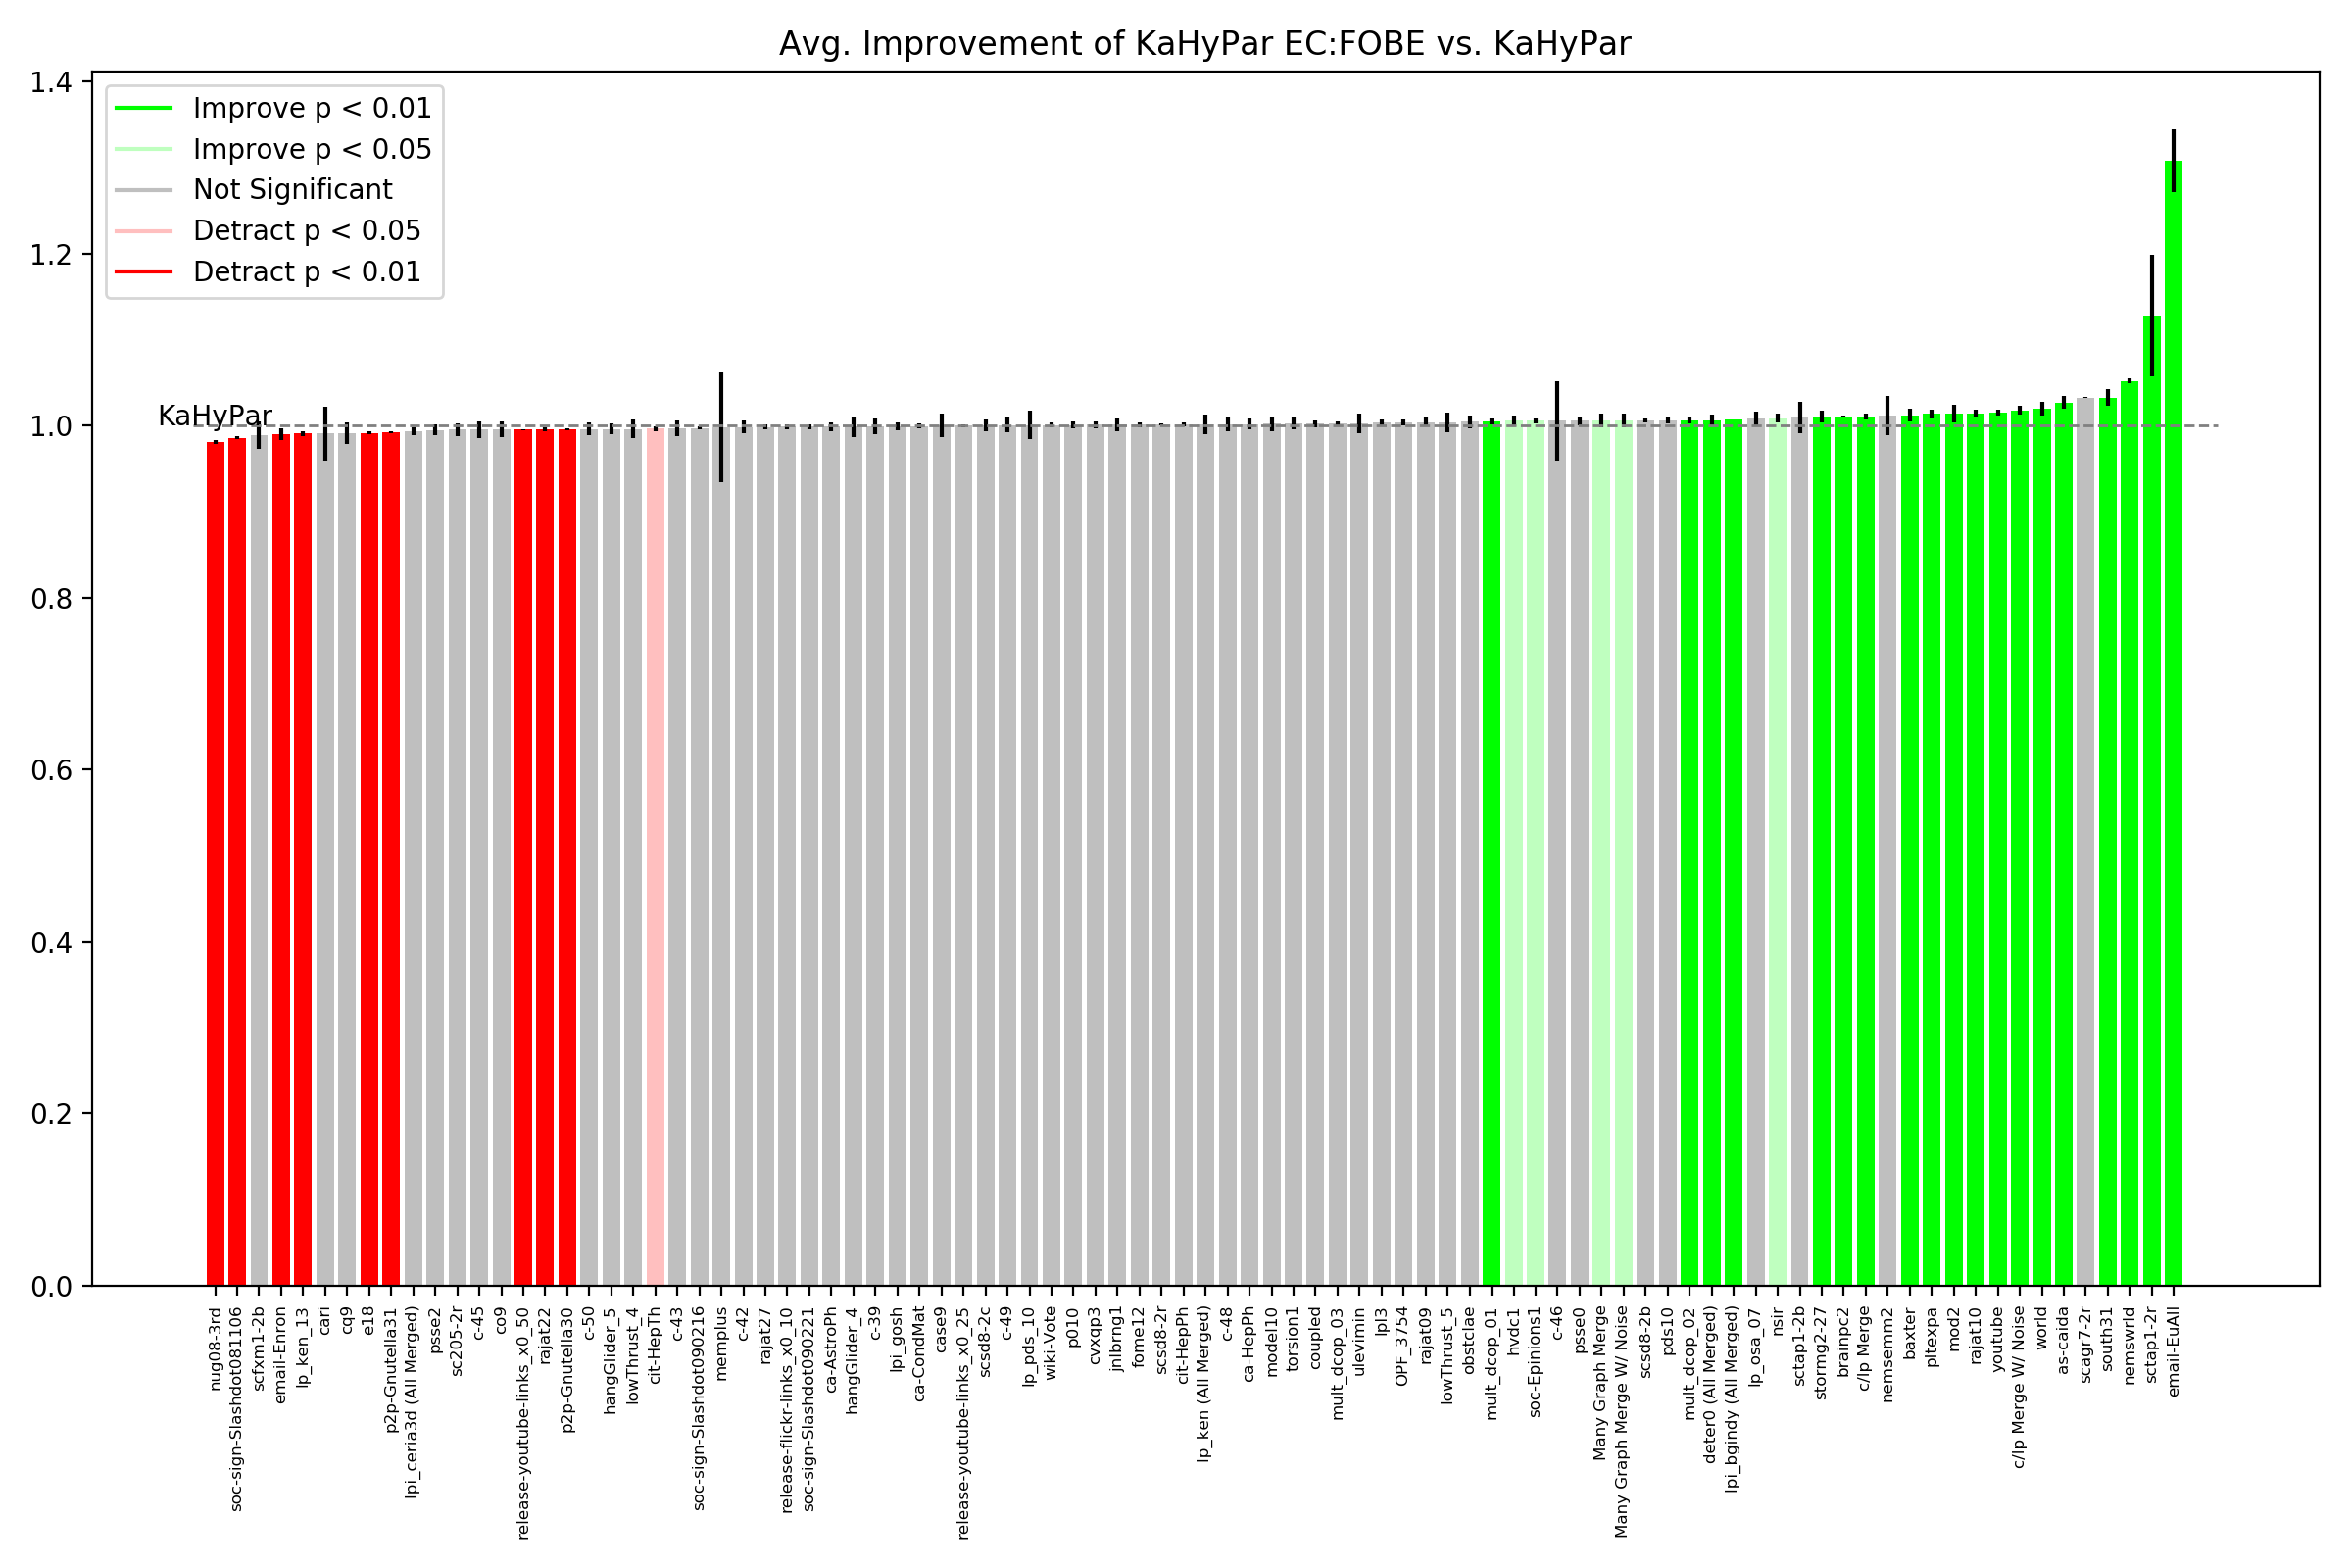 Avg. Improvement of KaHyPar EC:FOBE vs. KaHyPar
1.4
1.2
1.0
0.8
0.6
0.4
0.2
0.0
Improve p < 0.01
Improve p < 0.05
Not Significant
Detract p < 0.05
Detract p < 0.01
KaHyPar
nug08-3rd
soc-sign-Slashdot081106
scfxm1-2b
email-Enron
lp_ken_13
cari
cq9
e18
p2p-Gnutella31
lpi_ceria3d (All Merged)
psse2
sc205-2r
c-45
co9
release-youtube-links_x0_50
rajat22
p2p-Gnutella30
c-50
hangGlider_5
lowThrust_4
cit-HepTh
c-43
soc-sign-Slashdot090216
memplus
c-42
rajat27
release-flickr-links_x0_10
soc-sign-Slashdot090221
ca-AstroPh
hangGlider_4
c-39
lpi_gosh
ca-CondMat
case9
release-youtube-links_x0_25
scsd8-2c
c-49
lp_pds_10
wiki-Vote
p010
cvxqp3
jnlbrng1
fome12
scsd8-2r
cit-HepPh
lp_ken (All Merged)
c-48
ca-HepPh
model10
torsion1
coupled
mult_dcop_03
ulevimin
lpl3
OPF_3754
rajat09
lowThrust_5
obstclae
mult_dcop_01
hvdc1
soc-Epinions1
c-46
psse0
Many Graph Merge
Many Graph Merge W/ Noise
scsd8-2b
pds10
mult_dcop_02
deter0 (All Merged)
lpi_bgindy (All Merged)
lp_osa_07
nsir
sctap1-2b
stormg2-27
brainpc2
c/lp Merge
nemsemm2
baxter
pltexpa
mod2
rajat10
youtube
c/lp Merge W/ Noise
world
as-caida
scagr7-2r
south31
nemswrld
sctap1-2r
email-EuAll